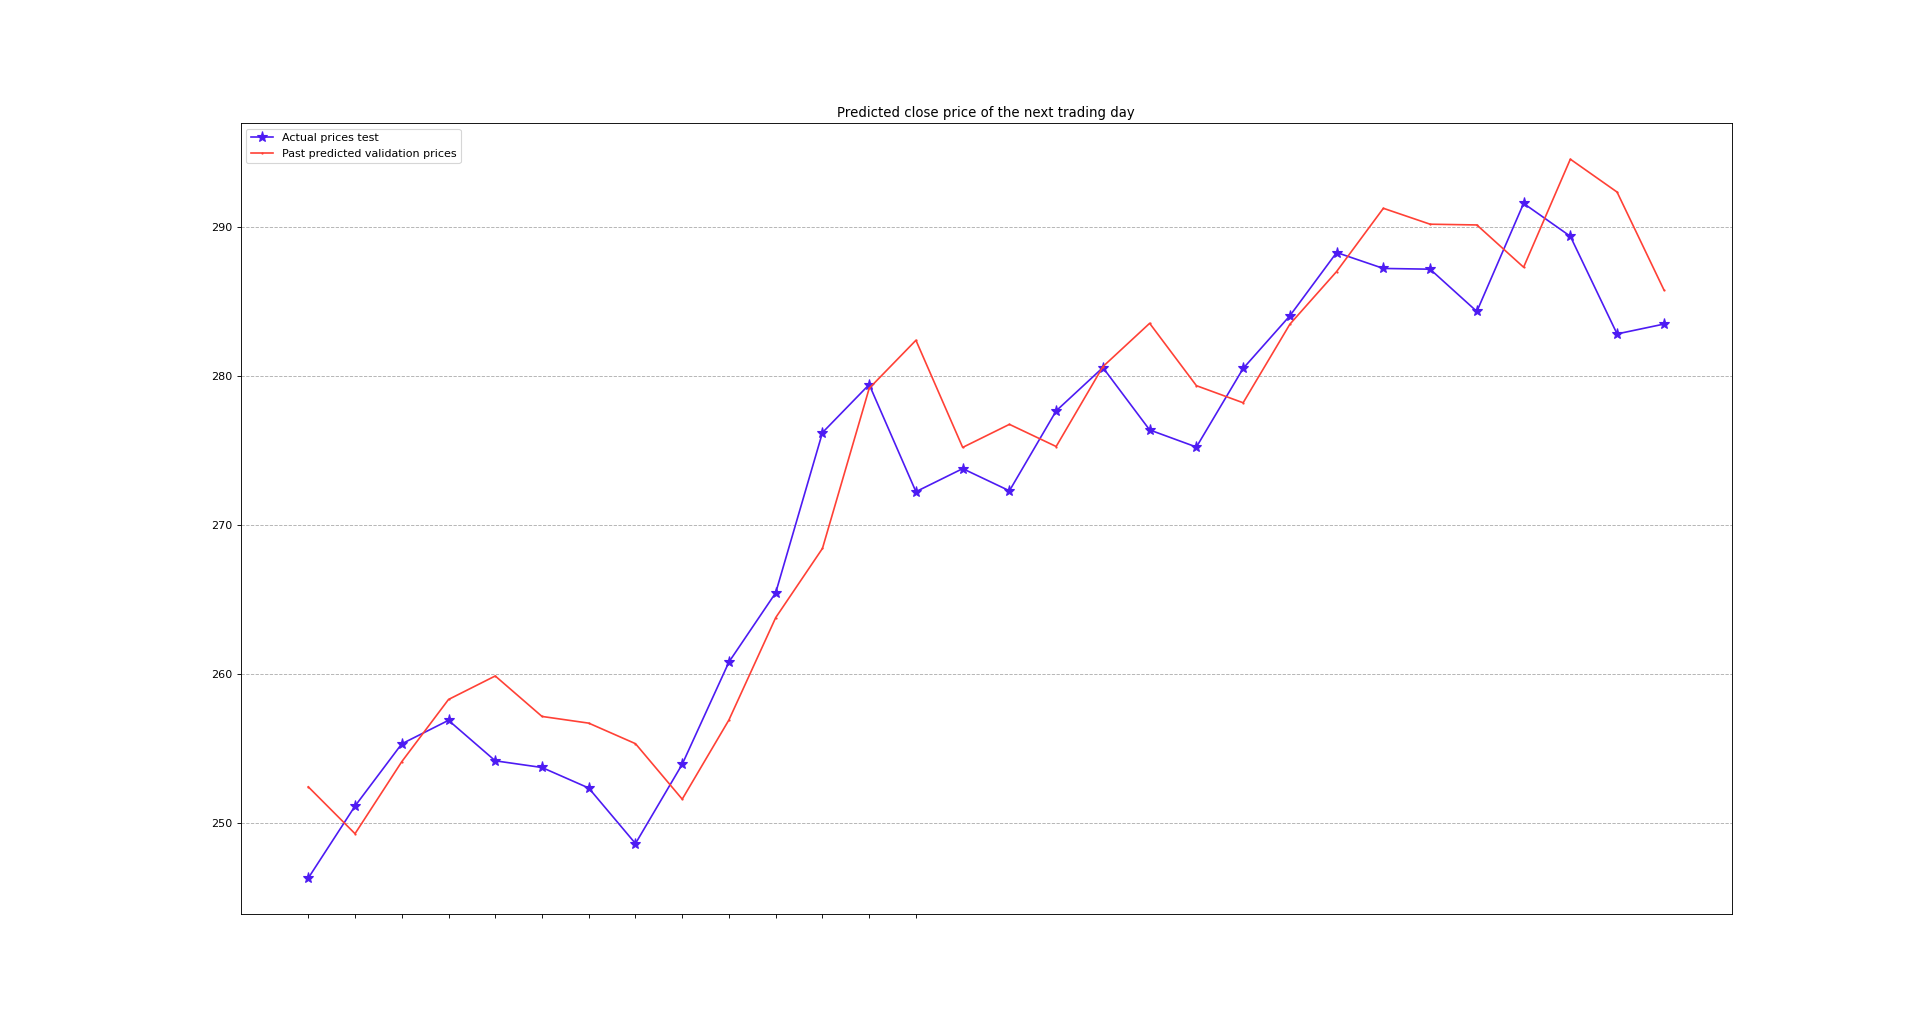 Predicted close price of the next trading day
Actual prices test
Past predicted validation prices
290
280
270
260
250